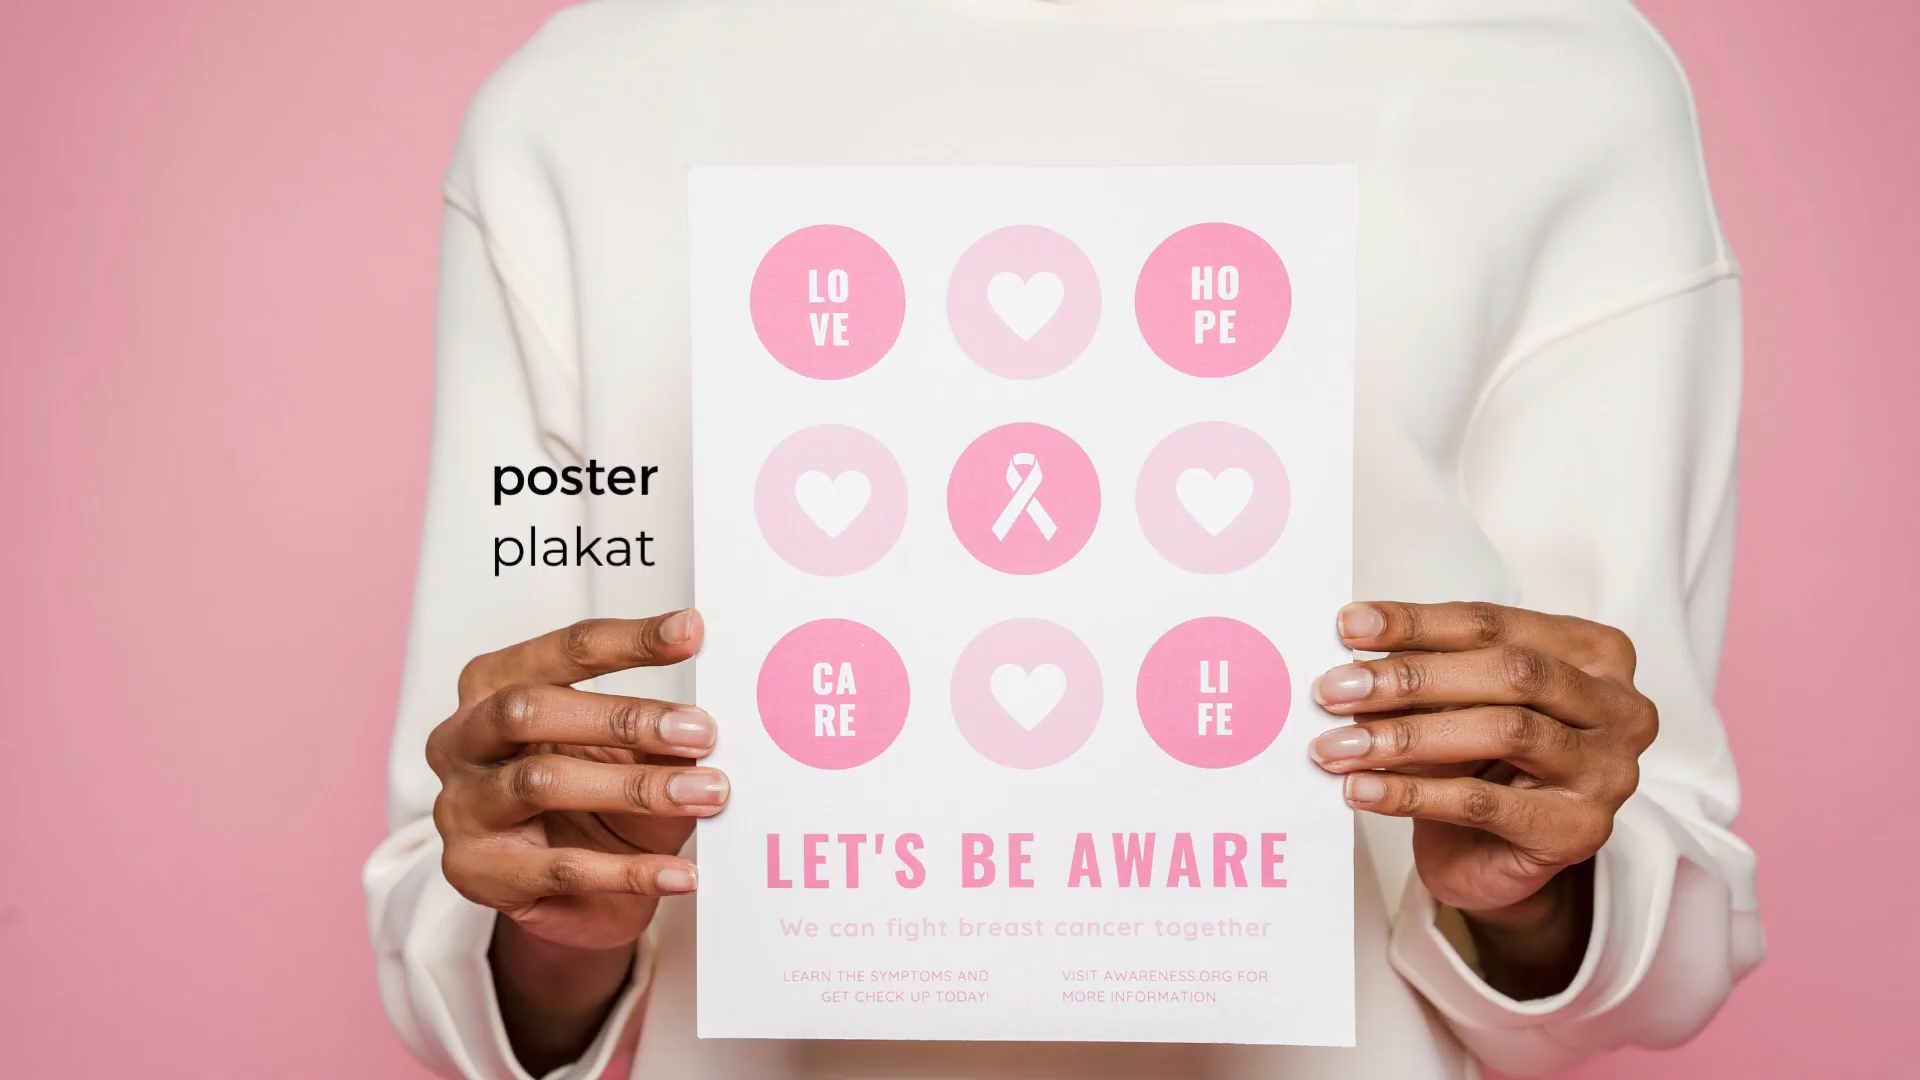 poster
plakat
LO
VE
HO
PE
CA
RE
LI
FE
LET'S BE AWARE
We can fight breast cancer together
LEARN THE SYMPTOMS AND
GET CHECK UP TODAY!
VISIT AWARENESS.ORG FOR
MORE INFORMATION